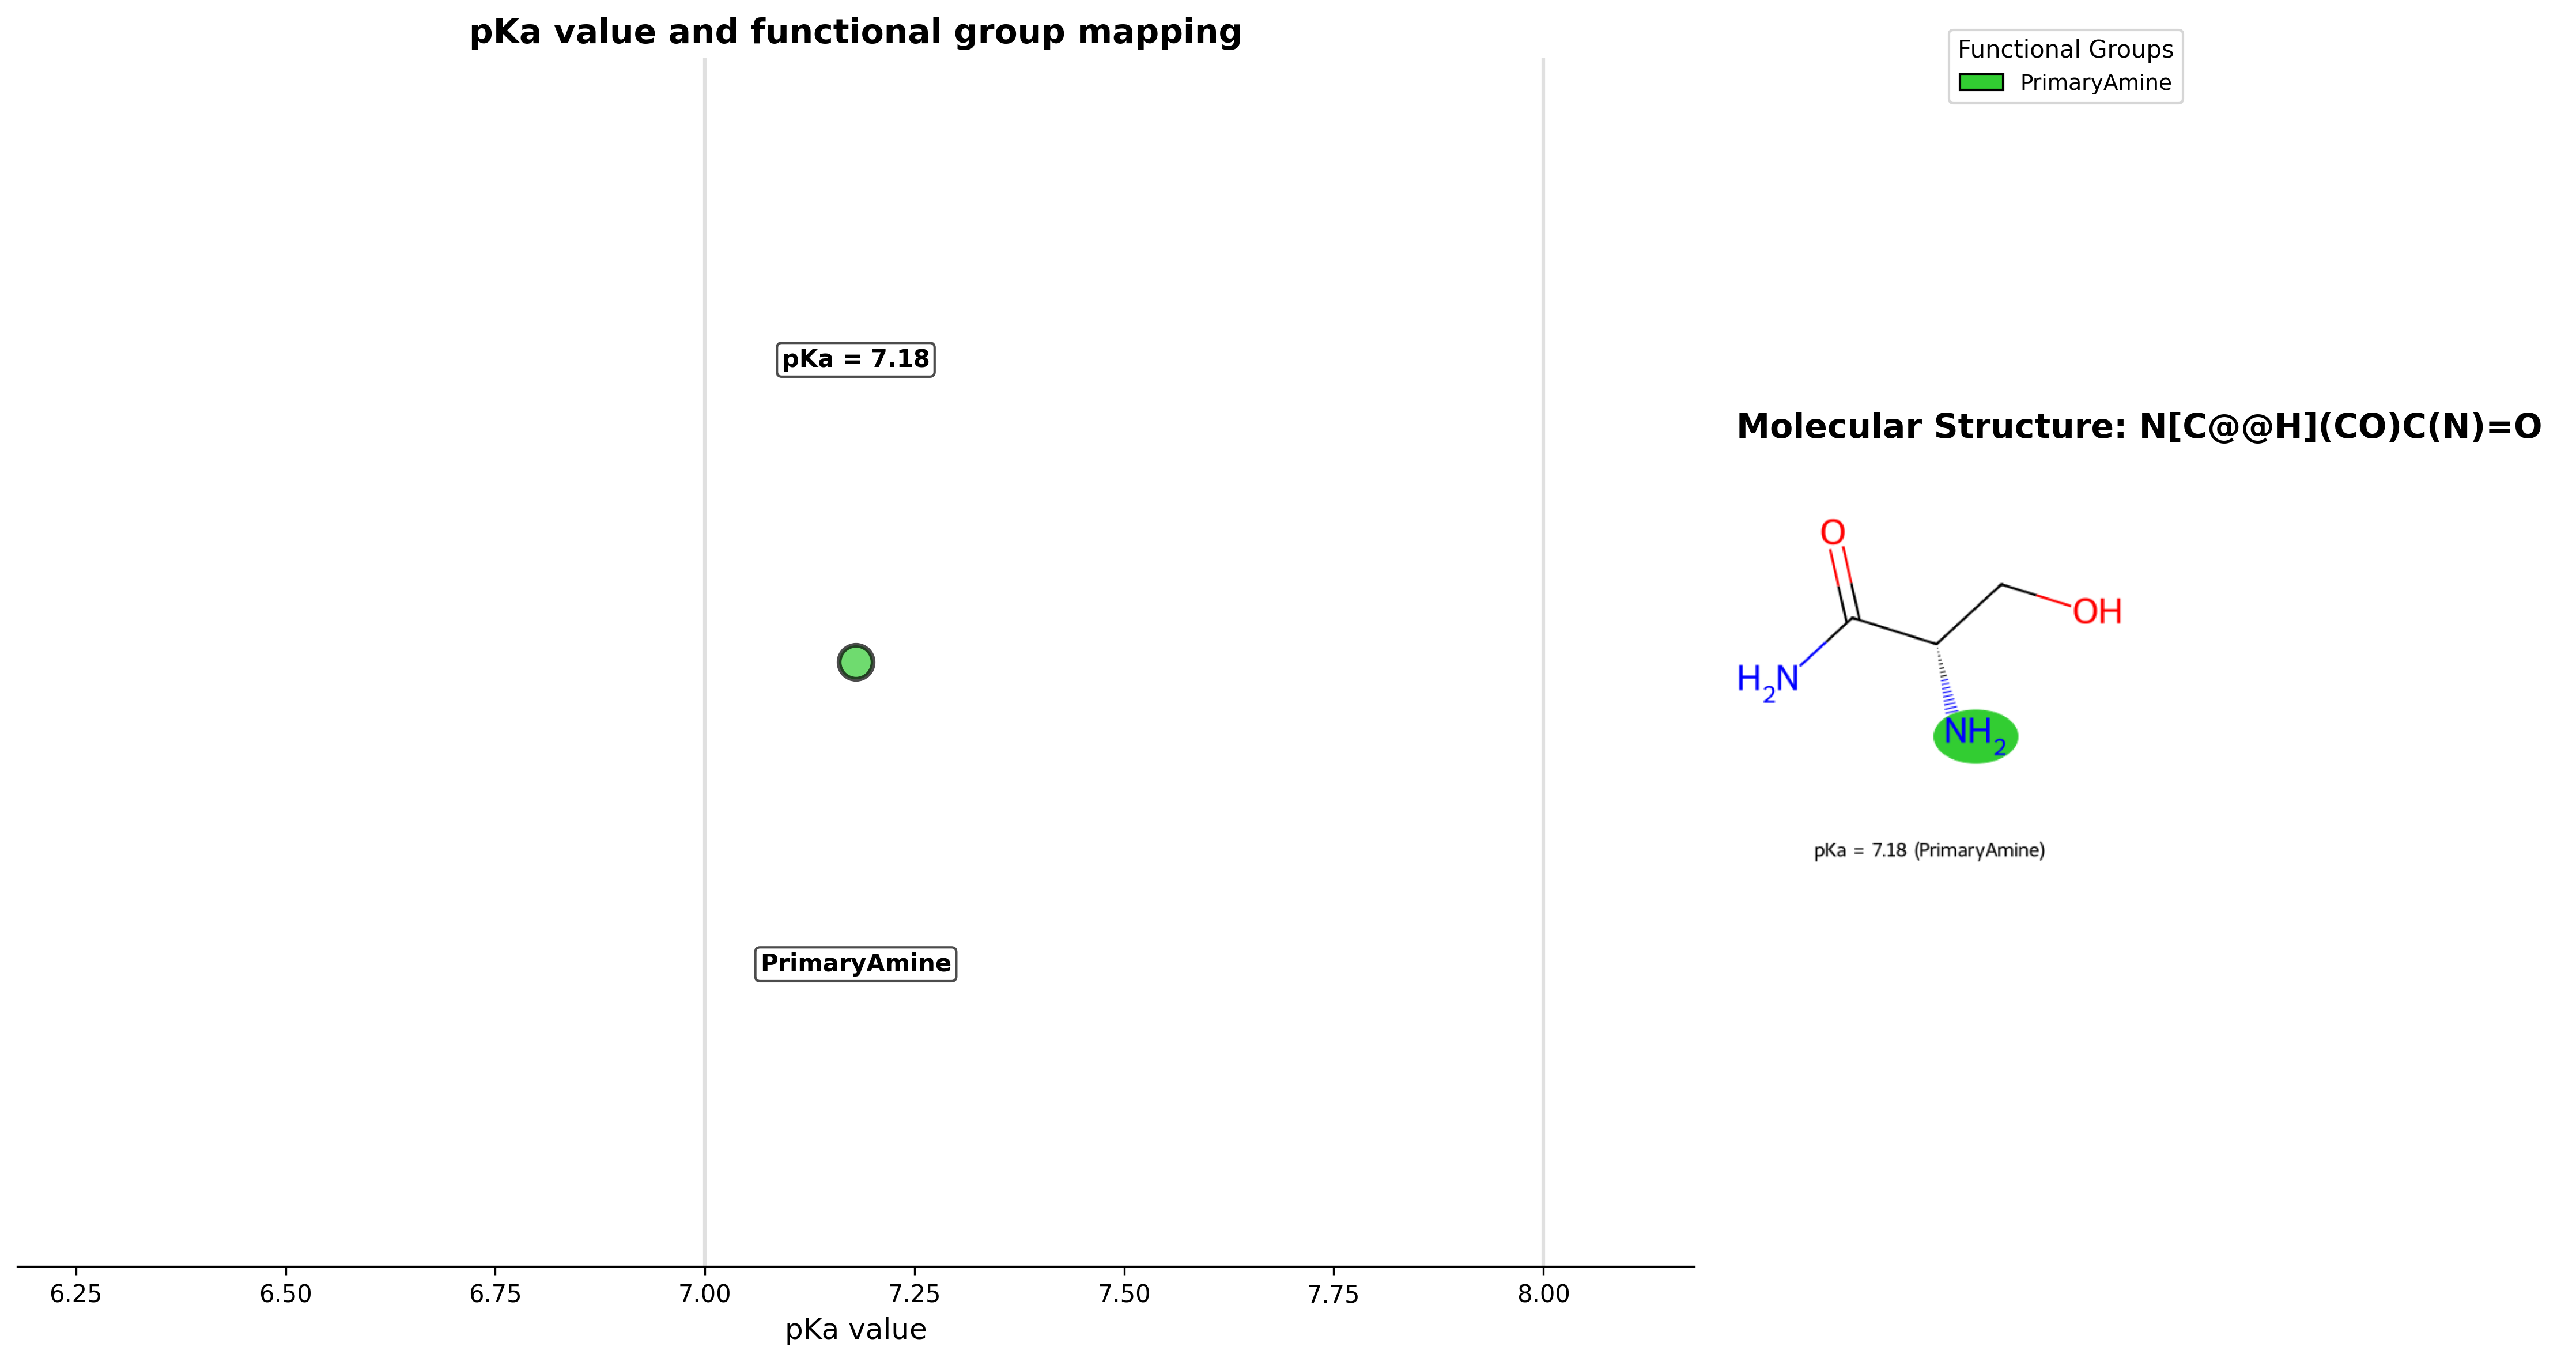 pKa value and functional group mapping
Functional Groups
PrimaryAmine
pKa = 7.18
PrimaryAmine
6.25
6.50
6.75
7.00
7.25
7.50
7.75
8.00
pKa value
Molecular Structure: N[C@@H](CO)C(N)=O
O
OH
H2N
NH2
pKa = 7.18 (PrimaryAmine)